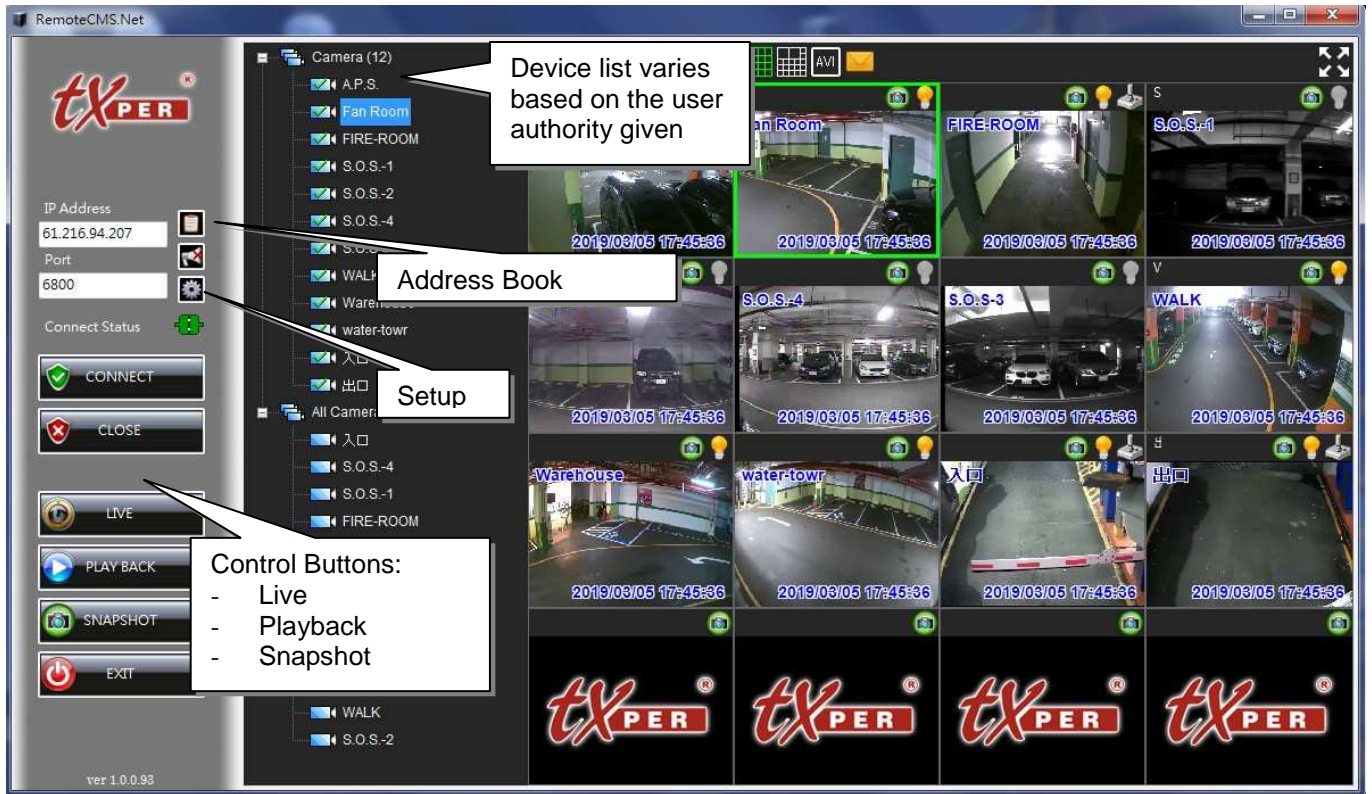 RemoteCMS.Net
tXPER ®
IP Address
61.216.94.207
Port
6800
Connect Status
CONNECT
CLOSE
LIVE
PLAY BACK
SNAPSHOT
EXIT
ver 1.0.0.93
Camera (12)
A.P.S.
Fan Room
FIRE-ROOM
S.O.S.-1
S.O.S.-2
S.O.S.-4
WALK
water-towr
入口
出口
入口
S.O.S.-4
S.O.S.-1
FIRE-ROOM
WALK
S.O.S.-2
Device list varies
based on the user
authority given
Address Book
Setup
Control Buttons:
- Live
- Playback
- Snapshot
AVI
2019/03/05 17:45:36
Room
2019/03/05 17:45:36
FIRE-ROOM
2019/03/05 17:45:36
S
S.O.S.-1
2019/03/05 17:45:36
2019/03/05 17:45:36
S.O.S.-4
2019/03/05 17:45:36
S.O.S-3
2019/03/05 17:45:36
V
WALK
2019/03/05 17:45:36
Warehouse
2019/03/05 17:45:36
water-towr
2019/03/05 17:45:36
入口
2019/03/05 17:45:36
出口
2019/03/05 17:45:36
tXPER ®
tXPER ®
tXPER ®
tXPER ®